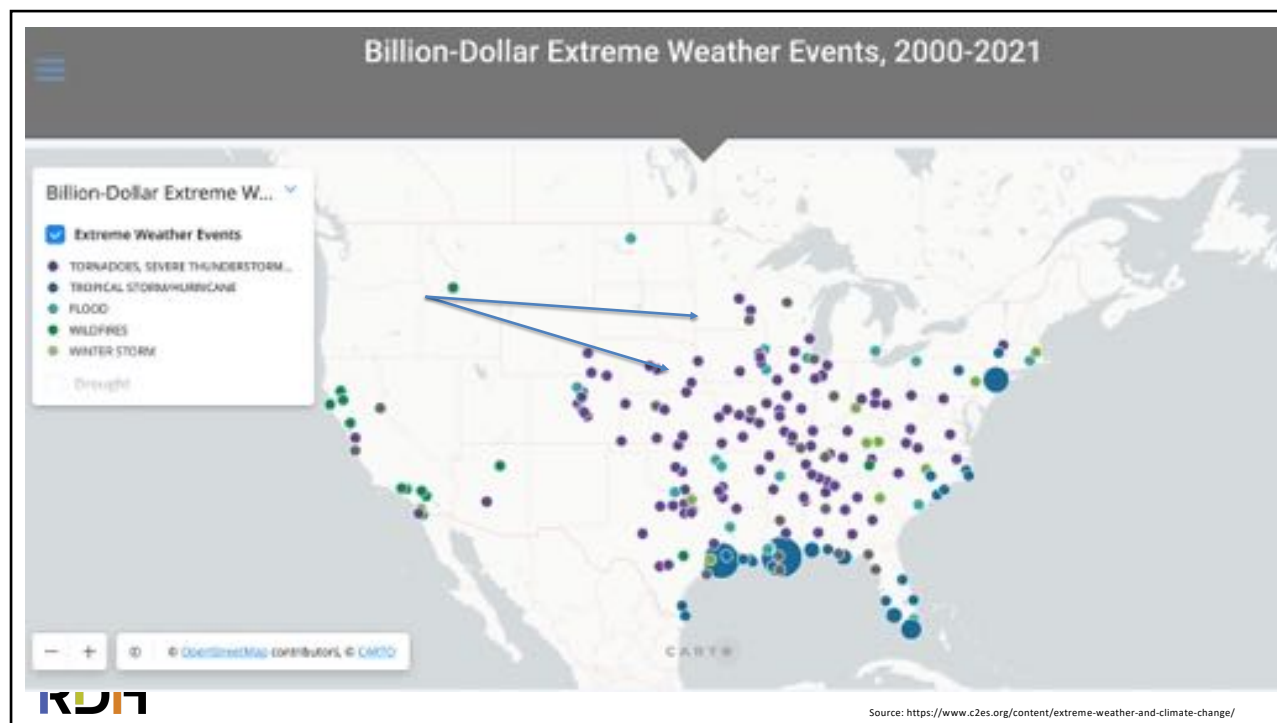 Billion-Dollar Extreme Weather Events, 2000-2021
Billion-Dollar Extreme W...
Extreme Weather Events
TORNADOES, SEVERE THUNDERSTORM...
TROPICAL STORM/HURRICANE
FLOOD
WILDFIRES
WINTER STORM
Drought
− + © © OpenStreetMap contributors, © CARTO
CARTO
RDH
Source: https://www.c2es.org/content/extreme-weather-and-climate-change/